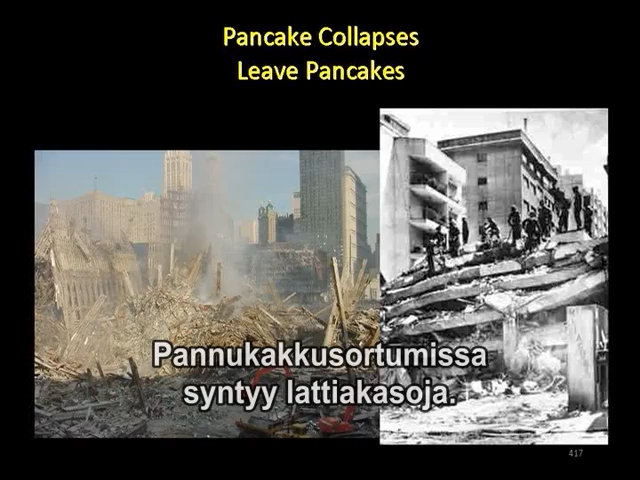 Pancake Collapses
Leave Pancakes
Pannukakkusortumissa
syntyy lattiakasoja.
417